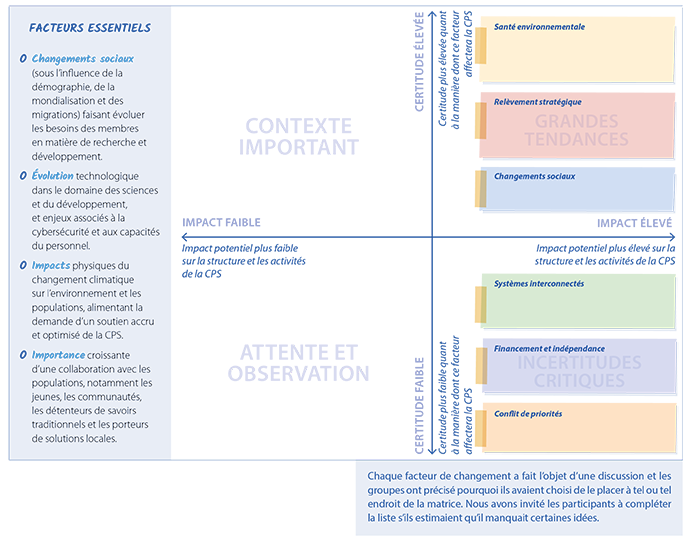 FACTEURS ESSENTIELS
O Changements sociaux
(sous l'influence de la
démographie, de la
mondialisation et des
migrations) faisant évoluer
les besoins des membres
en matière de recherche et
développement.
O Évolution technologique
dans le domaine des sciences
et du développement,
et enjeux associés à la
cybersécurité et aux capacités
du personnel.
O Impacts physiques du
changement climatique
sur l'environnement et les
populations, alimentant la
demande d'un soutien accru
et optimisé de la CPS.
O Importance croissante
d'une collaboration avec les
populations, notamment les
jeunes, les communautés,
les détenteurs de savoirs
traditionnels et les porteurs
de solutions locales.
CONTEXTE
IMPORTANT
CERTITUDE ÉLEVÉE
Certitude plus élevée quant
à la manière dont ce facteur
affectera la CPS
Santé environnementale
Relèvement stratégique
GRANDES
TENDANCES
Changements sociaux
IMPACT FAIBLE
IMPACT ÉLEVÉ
Impact potentiel plus faible
sur la structure et les activités
de la CPS
Impact potentiel plus élevé sur la
structure et les activités de la CPS
ATTENTE ET
OBSERVATION
CERTITUDE FAIBLE
Certitude plus faible quant
à la manière dont ce facteur
affectera la CPS
Systèmes interconnectés
Financement et indépendance
INCERTITUDES
CRITIQUES
Conflit de priorités
Chaque facteur de changement a fait l'objet d'une discussion et les
groupes ont précisé pourquoi ils avaient choisi de le placer à tel ou tel
endroit de la matrice. Nous avons invité les participants à compléter
la liste s'ils estimaient qu'il manquait certaines idées.